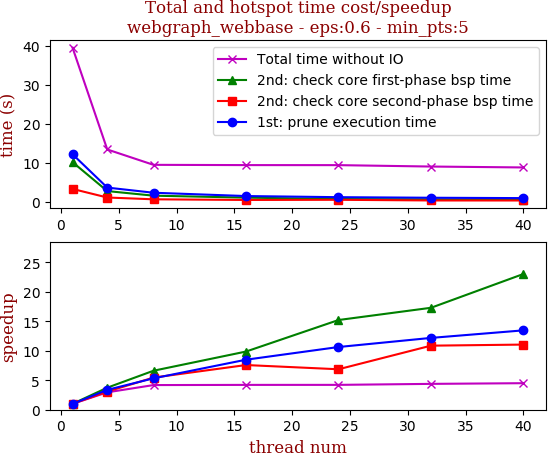 Total and hotspot time cost/speedup
webgraph_webbase - eps:0.6 - min_pts:5
time (s)
40
30
20
10
0
Total time without IO
2nd: check core first-phase bsp time
2nd: check core second-phase bsp time
1st: prune execution time
0 5 10 15 20 25 30 35 40
speedup
25
20
15
10
5
0
0 5 10 15 20 25 30 35 40
thread num